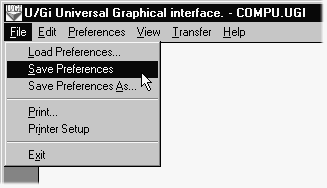 U/Gi U/Gi Universal Graphical interface. - COMPU.UGI
File Edit Preferences View Transfer Help
Load Preferences...
Save Preferences
Save Preferences As...
Print...
Printer Setup
Exit